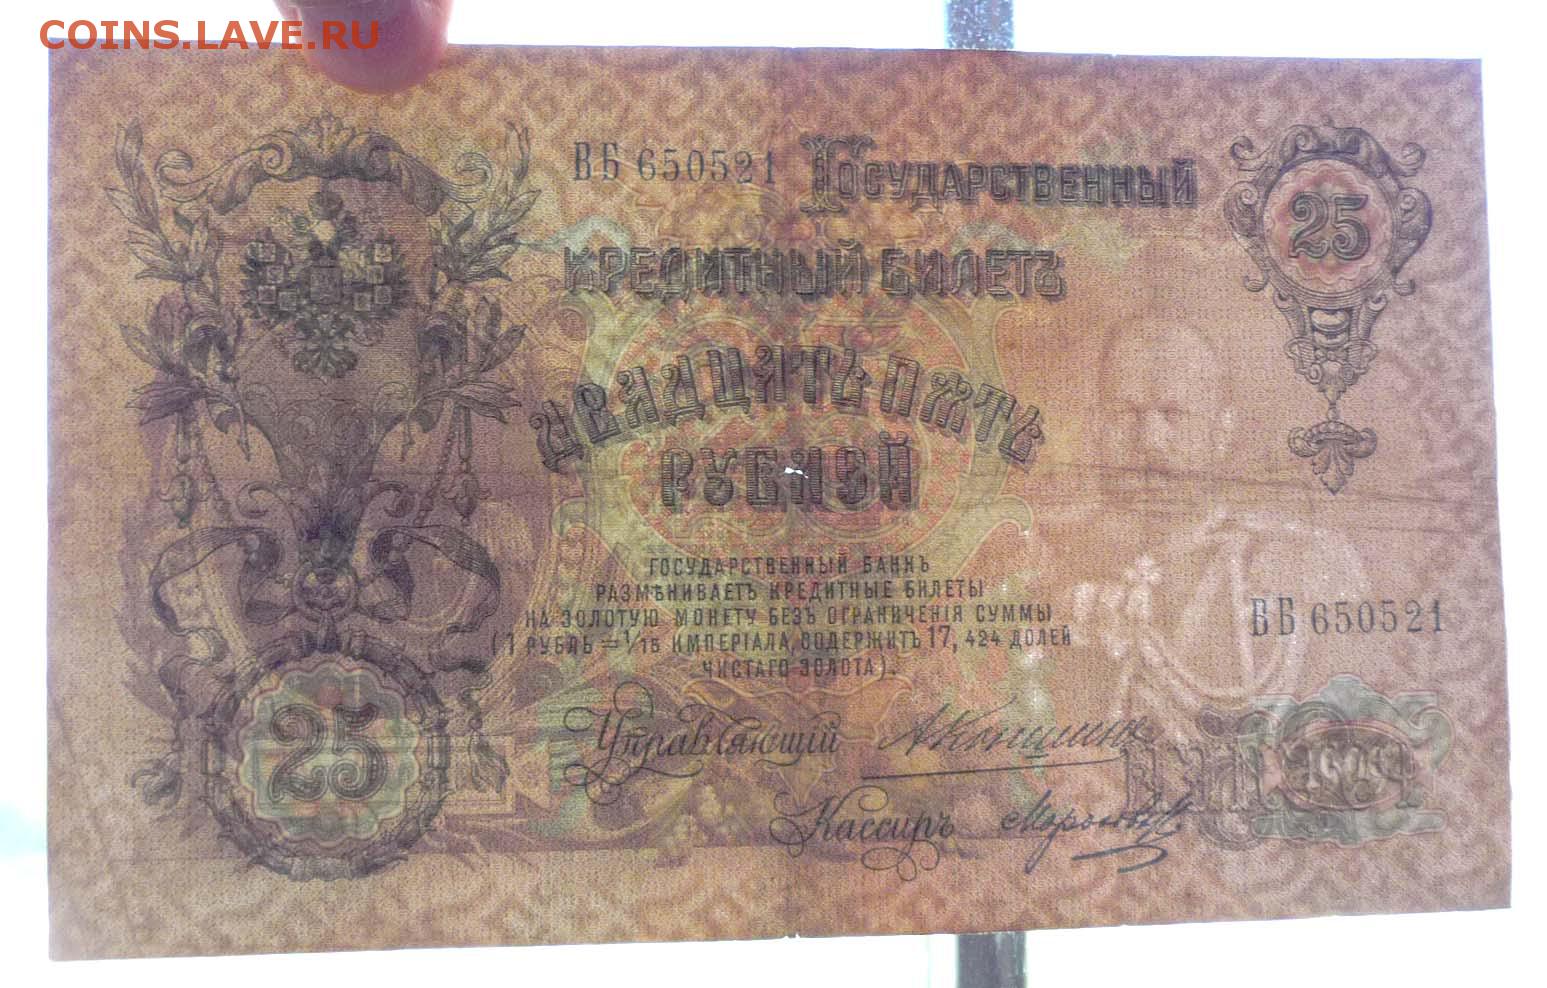 COINS.LAVE.RU
ВБ 650521
ГОСУДАРСТВЕННЫЙ
25
КРЕДИТНЫЙ БИЛЕТЪ
ДВАДЦАТЬ ПЯТЬ
РУБЛЕЙ
ГОСУДАРСТВЕННЫЙ БАНКЪ
РАЗМѢНИВАЕТЪ КРЕДИТНЫЕ БИЛЕТЫ
НА ЗОЛОТУЮ МОНЕТУ БЕЗЪ ОГРАНИЧЕНІЯ СУММЫ
(1 РУБЛЬ = 1/15 ИМПЕРІАЛА, СОДЕРЖИТЪ 17, 424 ДОЛЕЙ
ЧИСТАГО ЗОЛОТА).
ВБ 650521
25
Управляющій
Кассиръ